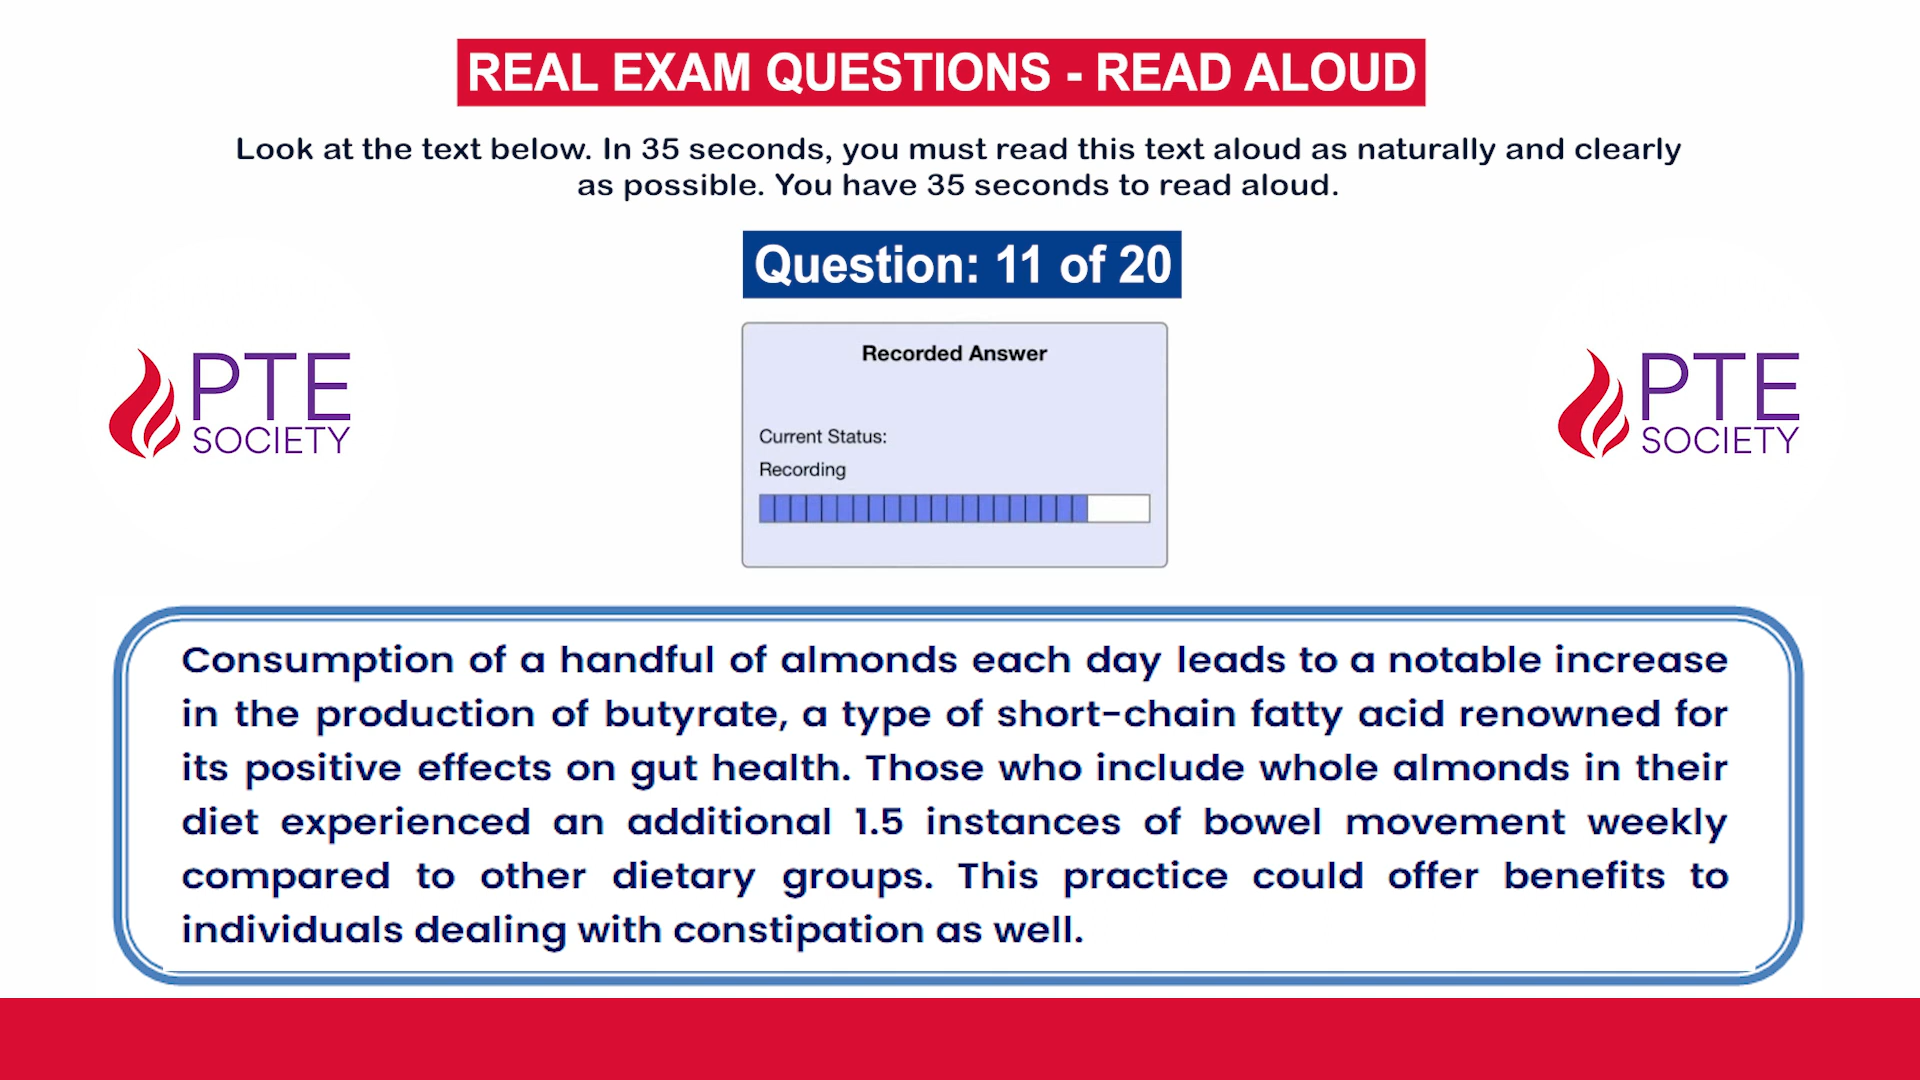 REAL EXAM QUESTIONS - READ ALOUD
Look at the text below. In 35 seconds, you must read this text aloud as naturally and clearly
as possible. You have 35 seconds to read aloud.
Question: 11 of 20
PTE
SOCIETY
Recorded Answer
Current Status:
Recording
PTE
SOCIETY
Consumption of a handful of almonds each day leads to a notable increase
in the production of butyrate, a type of short-chain fatty acid renowned for
its positive effects on gut health. Those who include whole almonds in their
diet experienced an additional 1.5 instances of bowel movement weekly
compared to other dietary groups. This practice could offer benefits to
individuals dealing with constipation as well.